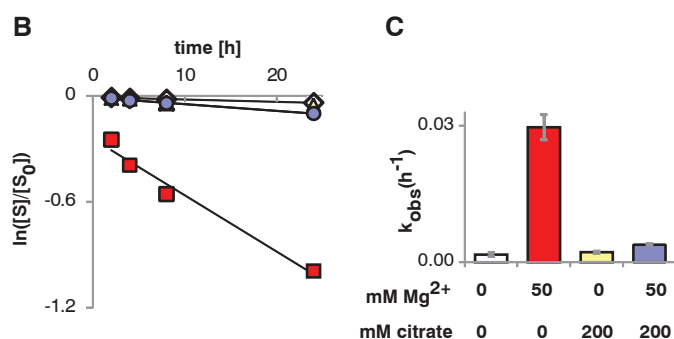 B
time [h]
0 10 20
0
-0.6
-1.2
ln([S]/[S0])
C
kobs(h-1)
0.03
0.00
mM Mg2+ 0 50 0 50
mM citrate 0 0 200 200